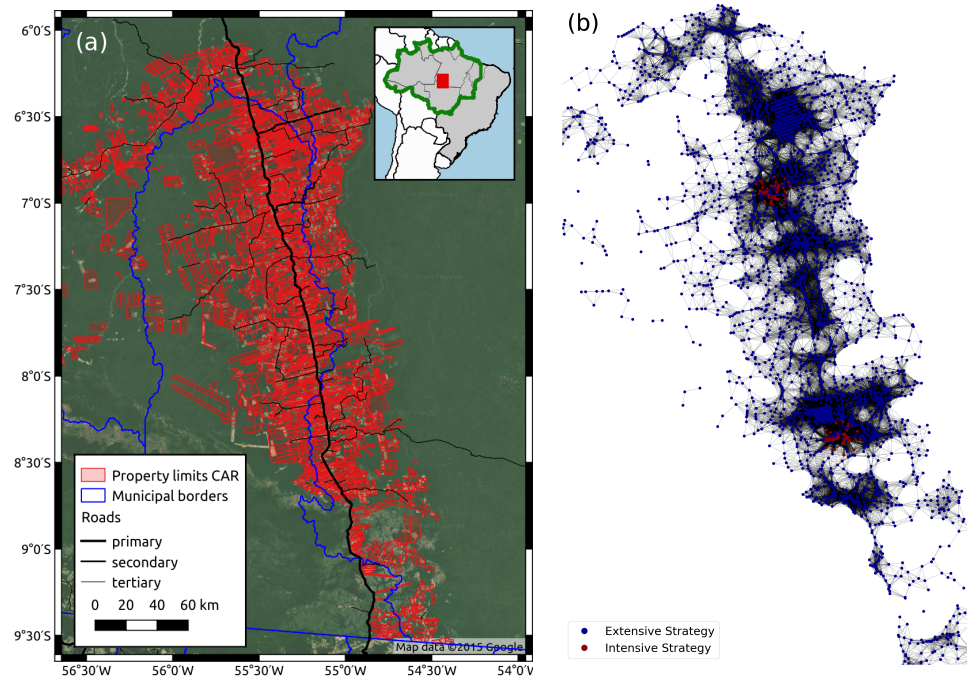 (a)
6°0'S
6°30'S
7°0'S
7°30'S
8°0'S
8°30'S
9°0'S
9°30'S
56°30'W
56°0'W
55°30'W
55°0'W
54°30'W
54°0'W
Property limits CAR
Municipal borders
Roads
primary
secondary
tertiary
0 20 40 60 km
Map data ©2015 Google
(b)
Extensive Strategy
Intensive Strategy